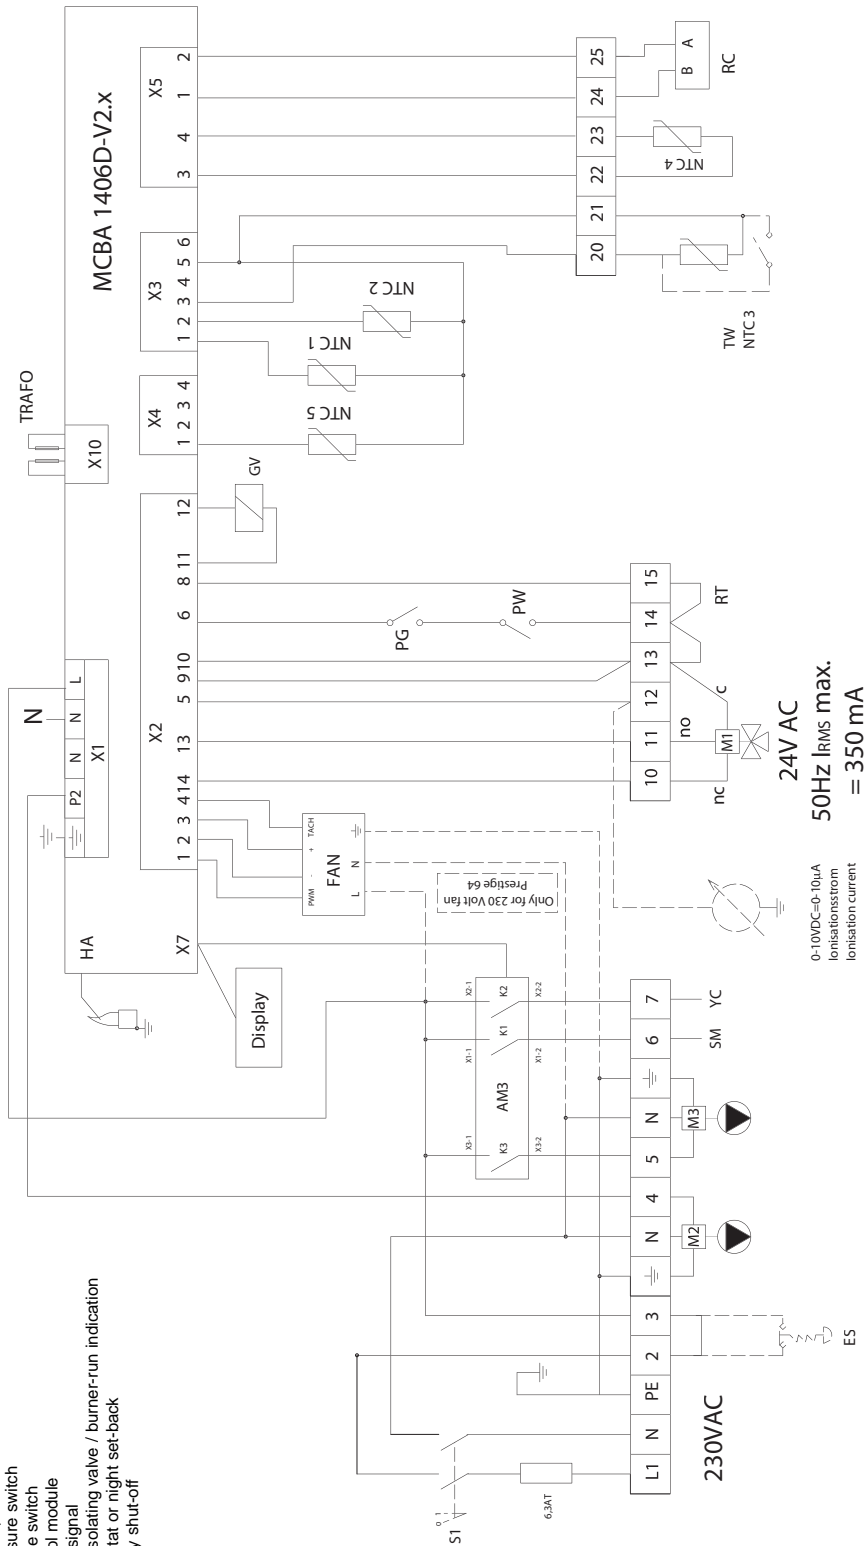 sure switch
e switch
ol module
signal
solating valve / burner-run indication
tat or night set-back
y shut-off
MCBA 1406D-V2.x
TRAFO
X10
N
P2 N N L
X1
HA
X7
Display
X2
1 2 3 4 14 13 5 9 10 6 8 11 12
X4
1 2 3 4
X3
1 2 3 4 5 6
X5
3 4 1 2
GV
NTC 5
NTC 1
NTC 2
PWM - + TACH
FAN
L N
Only for 230 Volt fan
Prestige 64
PG
PW
AM3
X3-1 X1-1 X2-1
K3 K1 K2
X3-2 X1-2 X2-2
S1
0 1
6,3AT
L1 N PE 2 3 N 4 5 N 6 7
230VAC
ES
M2
M3
SM
YC
10 11 12 13 14 15
nc
no
c
M1
RT
24V AC
50Hz IRMS max.
= 350 mA
0-10VDC=0-10µA
Ionisationsstrom
Ionisation current
20 21 22 23 24 25
TW
NTC 3
NTC 4
B A
RC